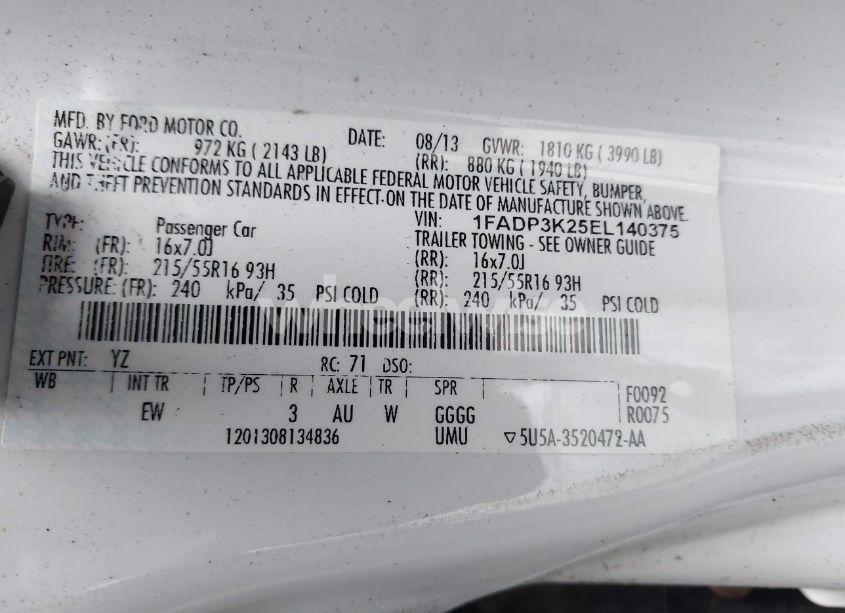 MFD. BY FORD MOTOR CO. DATE: 08/13 GVWR: 1810 KG ( 3990 LB)
GAWR: (FR): 972 KG ( 2143 LB) (RR): 880 KG ( 1940 LB)
THIS VEHICLE CONFORMS TO ALL APPLICABLE FEDERAL MOTOR VEHICLE SAFETY, BUMPER,
AND THEFT PREVENTION STANDARDS IN EFFECT ON THE DATE OF MANUFACTURE SHOWN ABOVE.
VIN: 1FADP3K25EL140375
TYPE: Passenger Car TRAILER TOWING - SEE OWNER GUIDE
RIM: (FR): 16x7.0J (RR): 16x7.0J
TIRE: (FR): 215/55R16 93H (RR): 215/55R16 93H
PRESSURE: (FR): 240 kPa/ 35 PSI COLD (RR): 240 kPa/ 35 PSI COLD
EXT PNT: YZ RC: 71 DSO:
WB INT TR TP/PS R AXLE TR SPR F0092
EW 3 AU W GGGG R0075
1201308134836 UMU ▽5U5A-3520472-AA